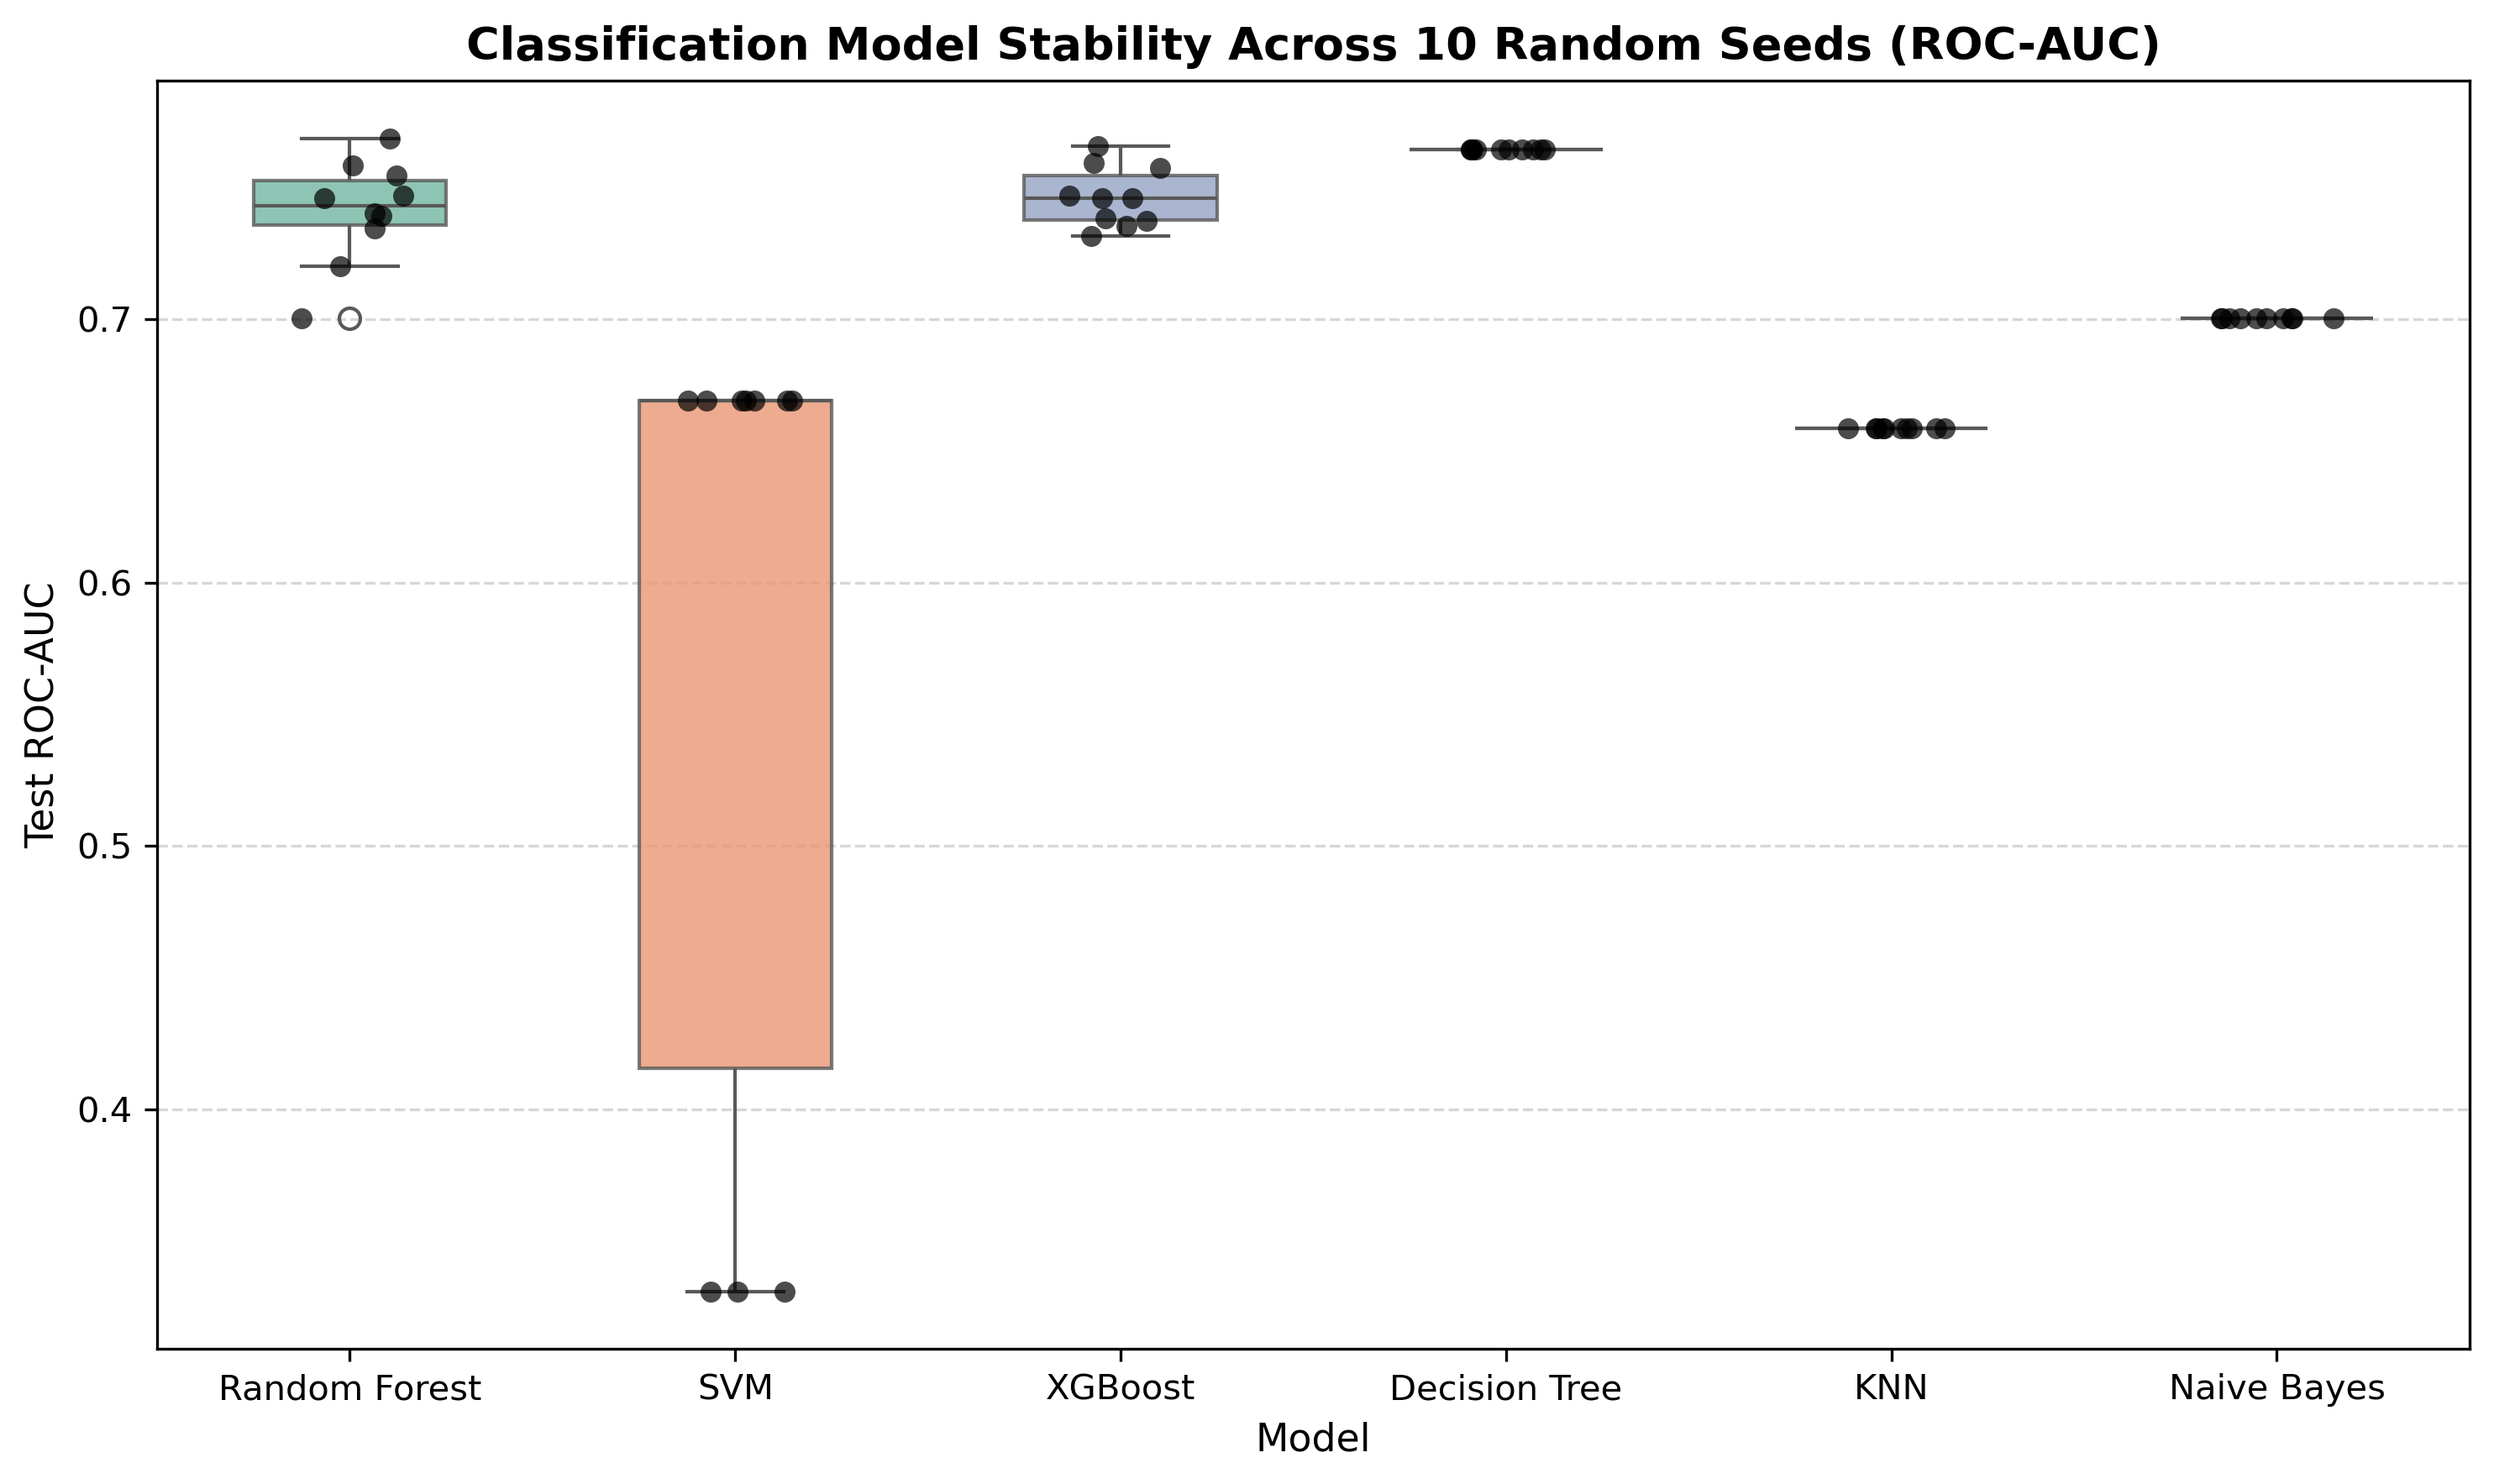 Classification Model Stability Across 10 Random Seeds (ROC-AUC)
Test ROC-AUC
0.7
0.6
0.5
0.4
Random Forest
SVM
XGBoost
Decision Tree
KNN
Naive Bayes
Model